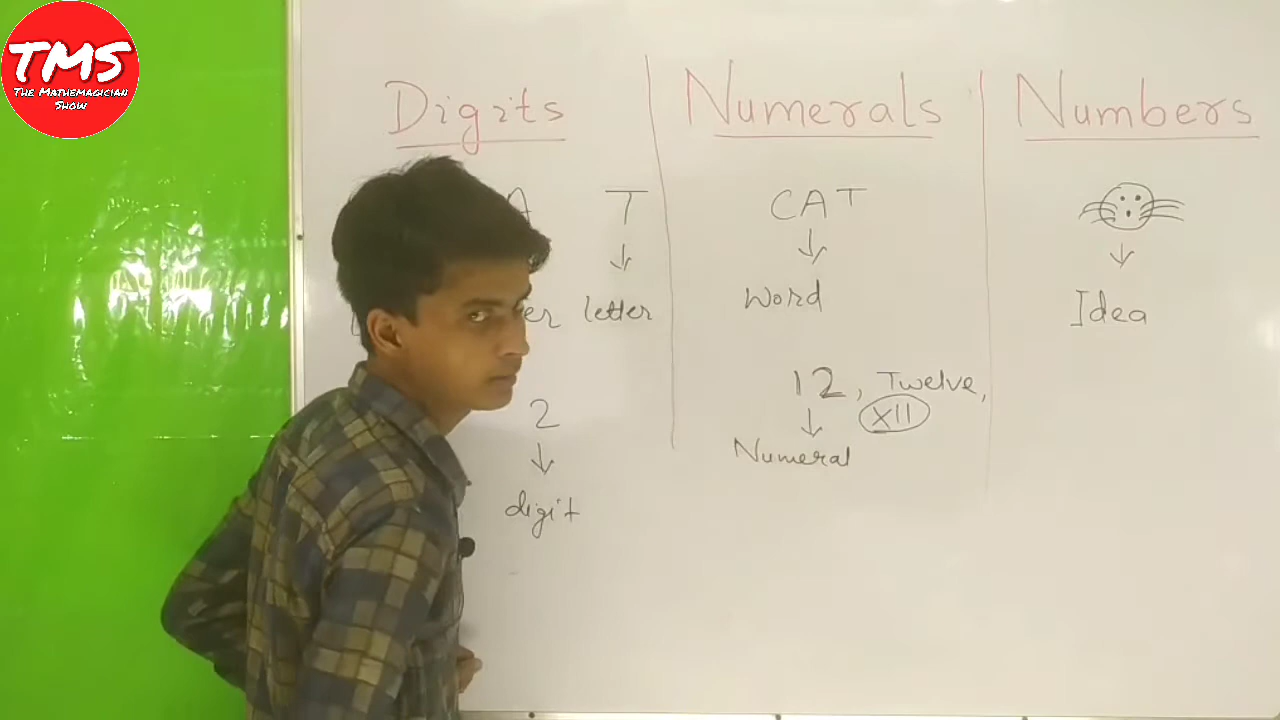 TMS
THE MATHEMAGICIAN
SHOW
Digits
Numerals
Numbers
A T
CAT
letter
Word
Idea
12, Twelve,
XII
2
Numeral
digit